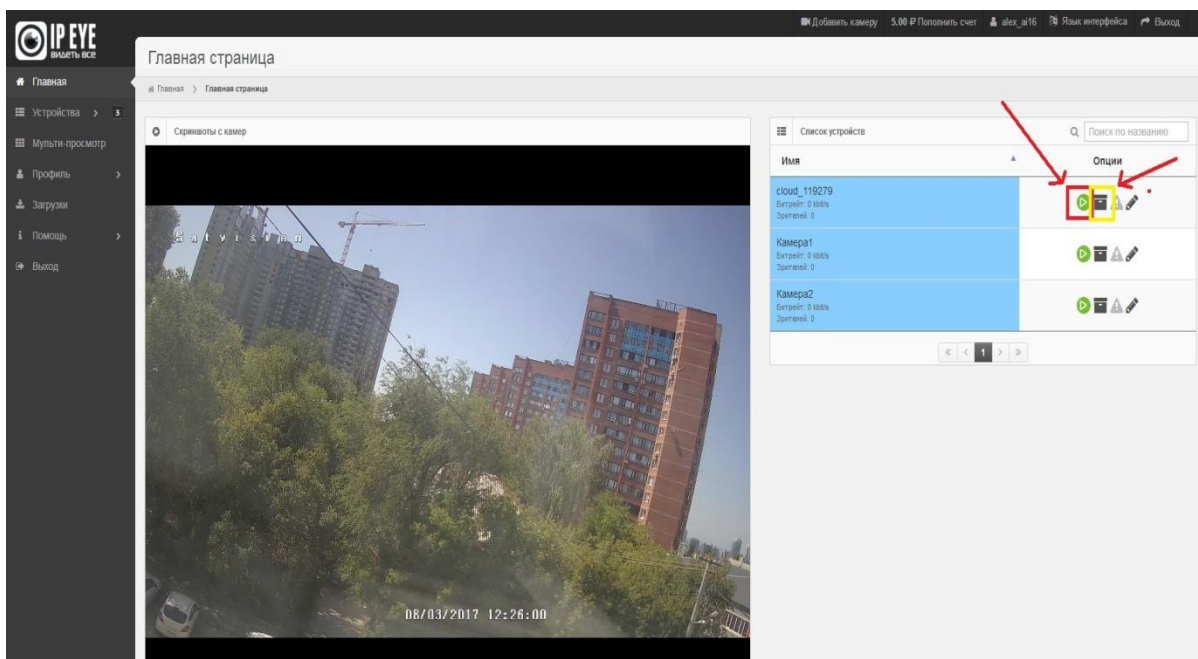 IP EYE
ВИДЕТЬ ВСЕ
Добавить камеру 5.00 ₽ Пополнить счет alex_ai16 Язык интерфейса Выход
Главная страница
Главная > Главная страница
Главная
Устройства > 3
Мульти-просмотр
Профиль >
Загрузки
Помощь >
Выход
Скриншоты с камер
Satvision
08/03/2017 12:26:00
Список устройств
Поиск по названию
Имя Опции
cloud_119279
Битрейт: 0 kbit/s
Зрителей: 0
Камера1
Битрейт: 0 kbit/s
Зрителей: 0
Камера2
Битрейт: 0 kbit/s
Зрителей: 0
« < 1 > »